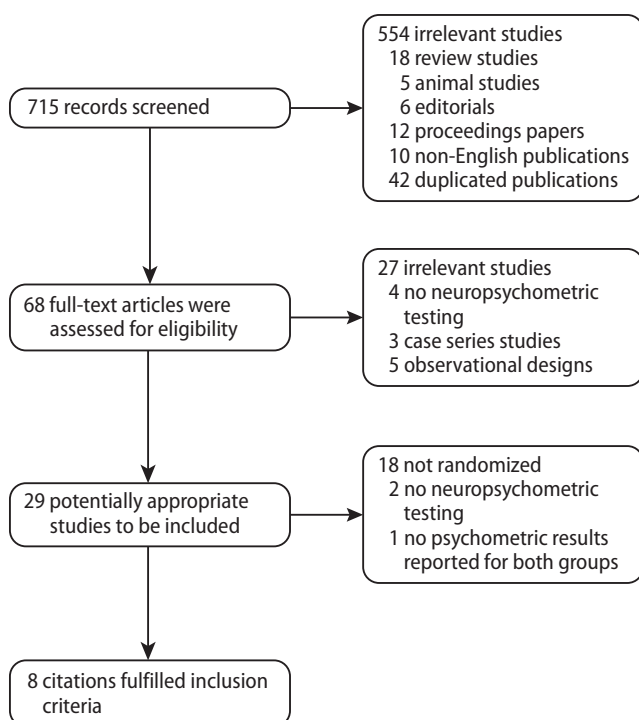 715 records screened
554 irrelevant studies
18 review studies
5 animal studies
6 editorials
12 proceedings papers
10 non-English publications
42 duplicated publications
68 full-text articles were
assessed for eligibility
27 irrelevant studies
4 no neuropsychometric
testing
3 case series studies
5 observational designs
29 potentially appropriate
studies to be included
18 not randomized
2 no neuropsychometric
testing
1 no psychometric results
reported for both groups
8 citations fulfilled inclusion
criteria